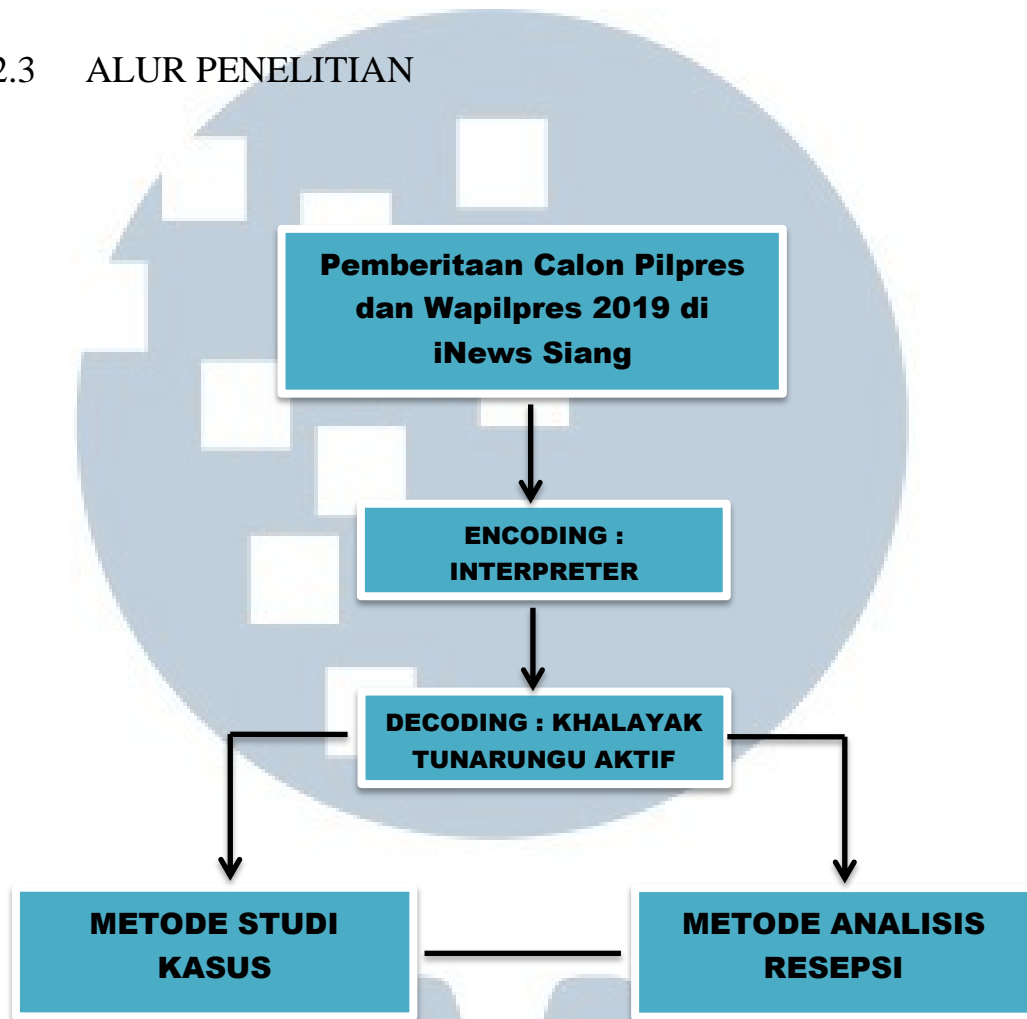 2.3 ALUR PENELITIAN
Pemberitaan Calon Pilpres
dan Wapilpres 2019 di
iNews Siang
ENCODING :
INTERPRETER
DECODING : KHALAYAK
TUNARUNGU AKTIF
METODE STUDI
KASUS
METODE ANALISIS
RESEPSI